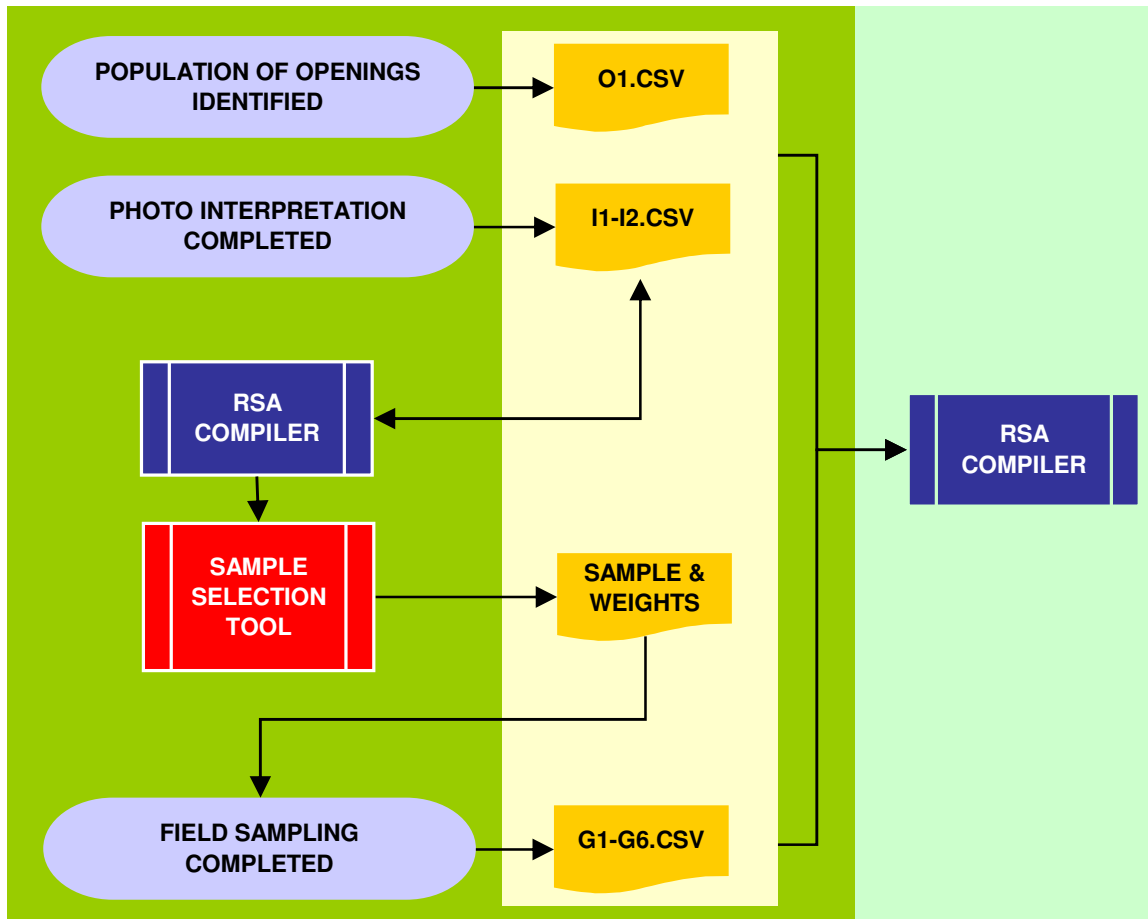 POPULATION OF OPENINGS
IDENTIFIED
O1.CSV
PHOTO INTERPRETATION
COMPLETED
I1-I2.CSV
RSA
COMPILER
RSA
COMPILER
SAMPLE
SELECTION
TOOL
SAMPLE &
WEIGHTS
FIELD SAMPLING
COMPLETED
G1-G6.CSV